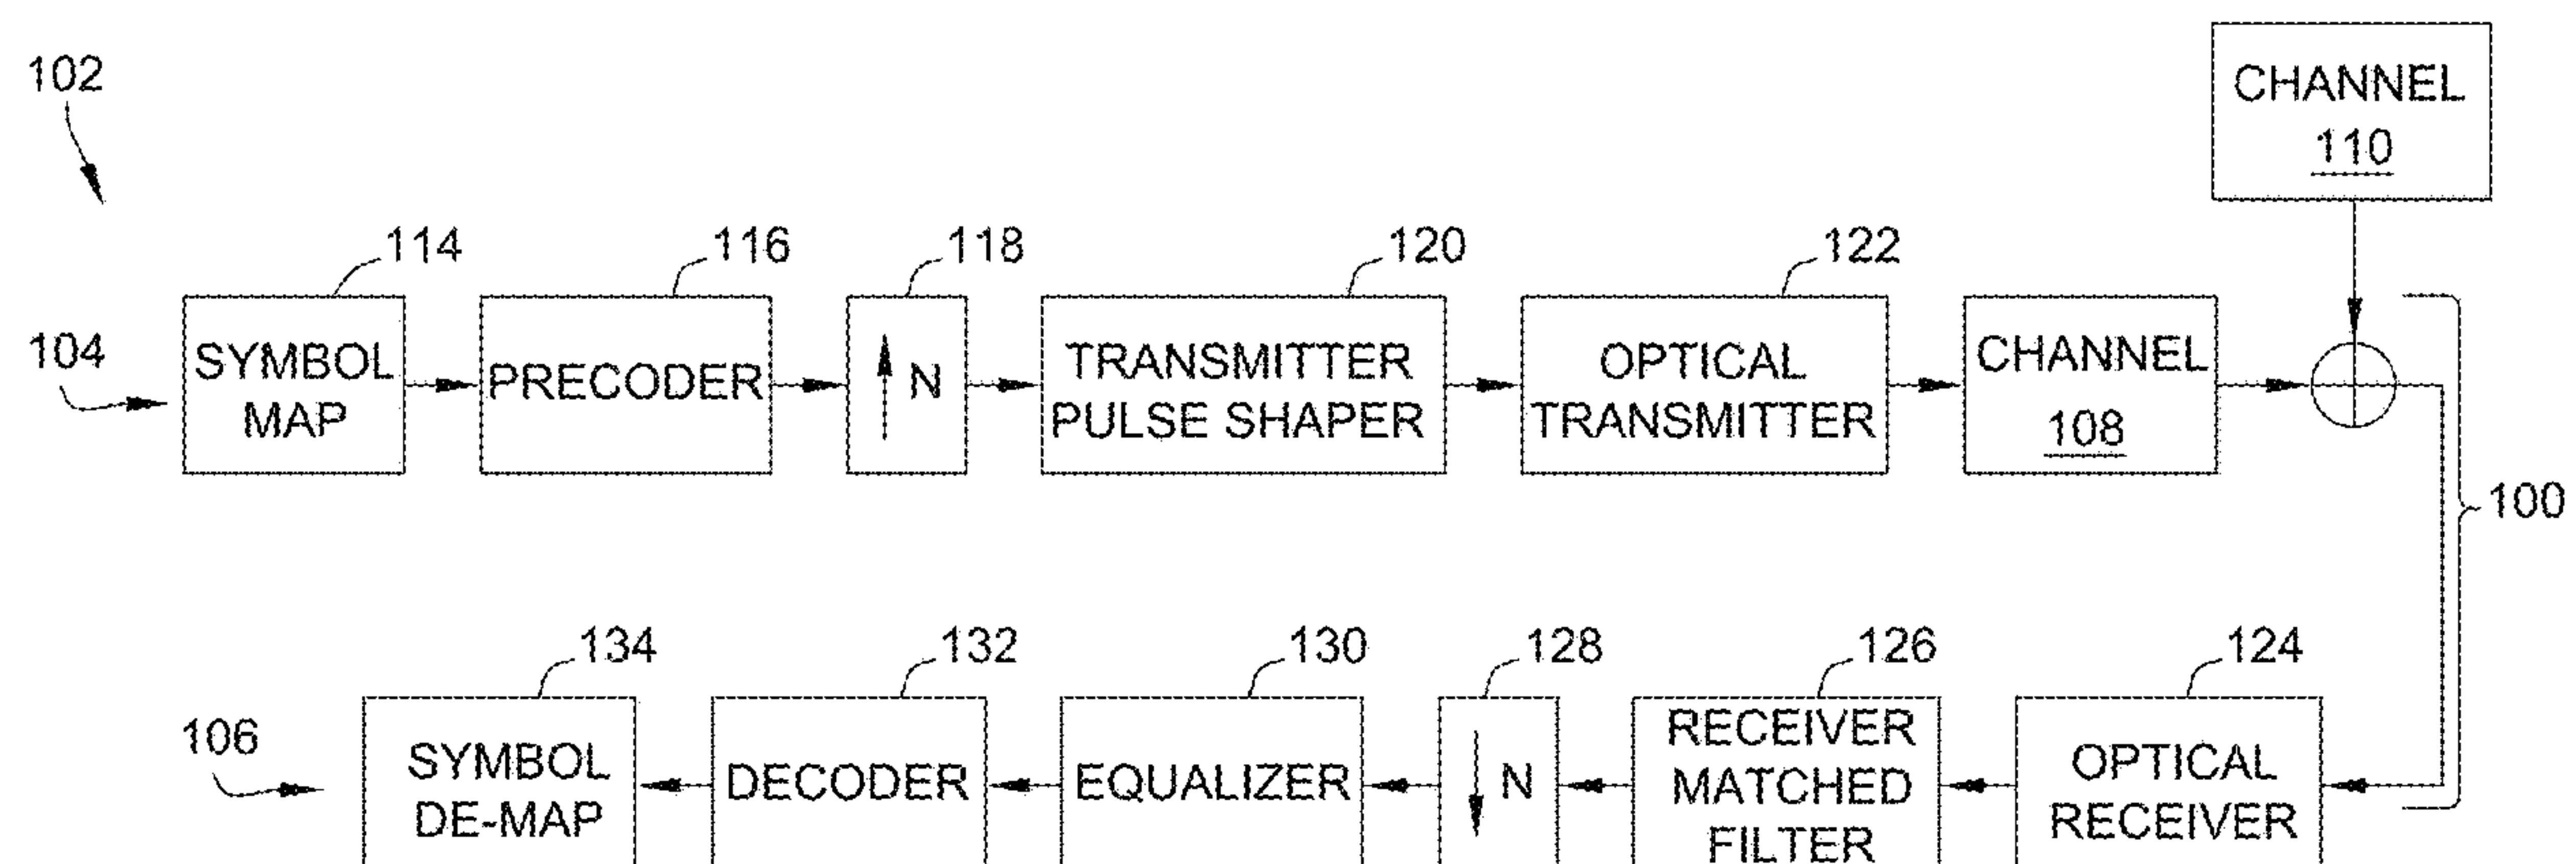 102
CHANNEL
110
114
116
118
120
122
104
SYMBOL
MAP
PRECODER
↑ N
TRANSMITTER
PULSE SHAPER
OPTICAL
TRANSMITTER
CHANNEL
108
100
134
132
130
128
126
124
106
SYMBOL
DE-MAP
DECODER
EQUALIZER
↓ N
RECEIVER
MATCHED
FILTER
OPTICAL
RECEIVER